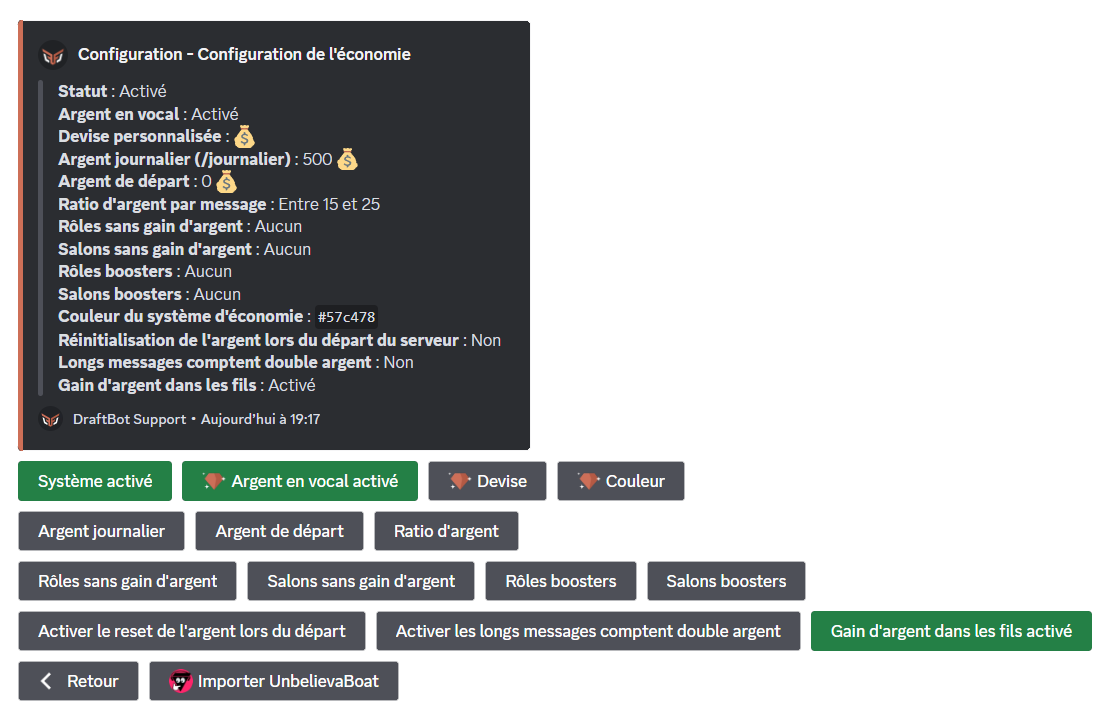 Configuration - Configuration de l'économie
Statut : Activé
Argent en vocal : Activé
Devise personnalisée :
Argent journalier (/journalier) : 500
Argent de départ : 0
Ratio d'argent par message : Entre 15 et 25
Rôles sans gain d'argent : Aucun
Salons sans gain d'argent : Aucun
Rôles boosters : Aucun
Salons boosters : Aucun
Couleur du système d'économie : #57c478
Réinitialisation de l'argent lors du départ du serveur : Non
Longs messages comptent double argent : Non
Gain d'argent dans les fils : Activé
DraftBot Support • Aujourd'hui à 19:17
Système activé Argent en vocal activé Devise Couleur
Argent journalier Argent de départ Ratio d'argent
Rôles sans gain d'argent Salons sans gain d'argent Rôles boosters Salons boosters
Activer le reset de l'argent lors du départ Activer les longs messages comptent double argent Gain d'argent dans les fils activé
Retour Importer UnbelievaBoat